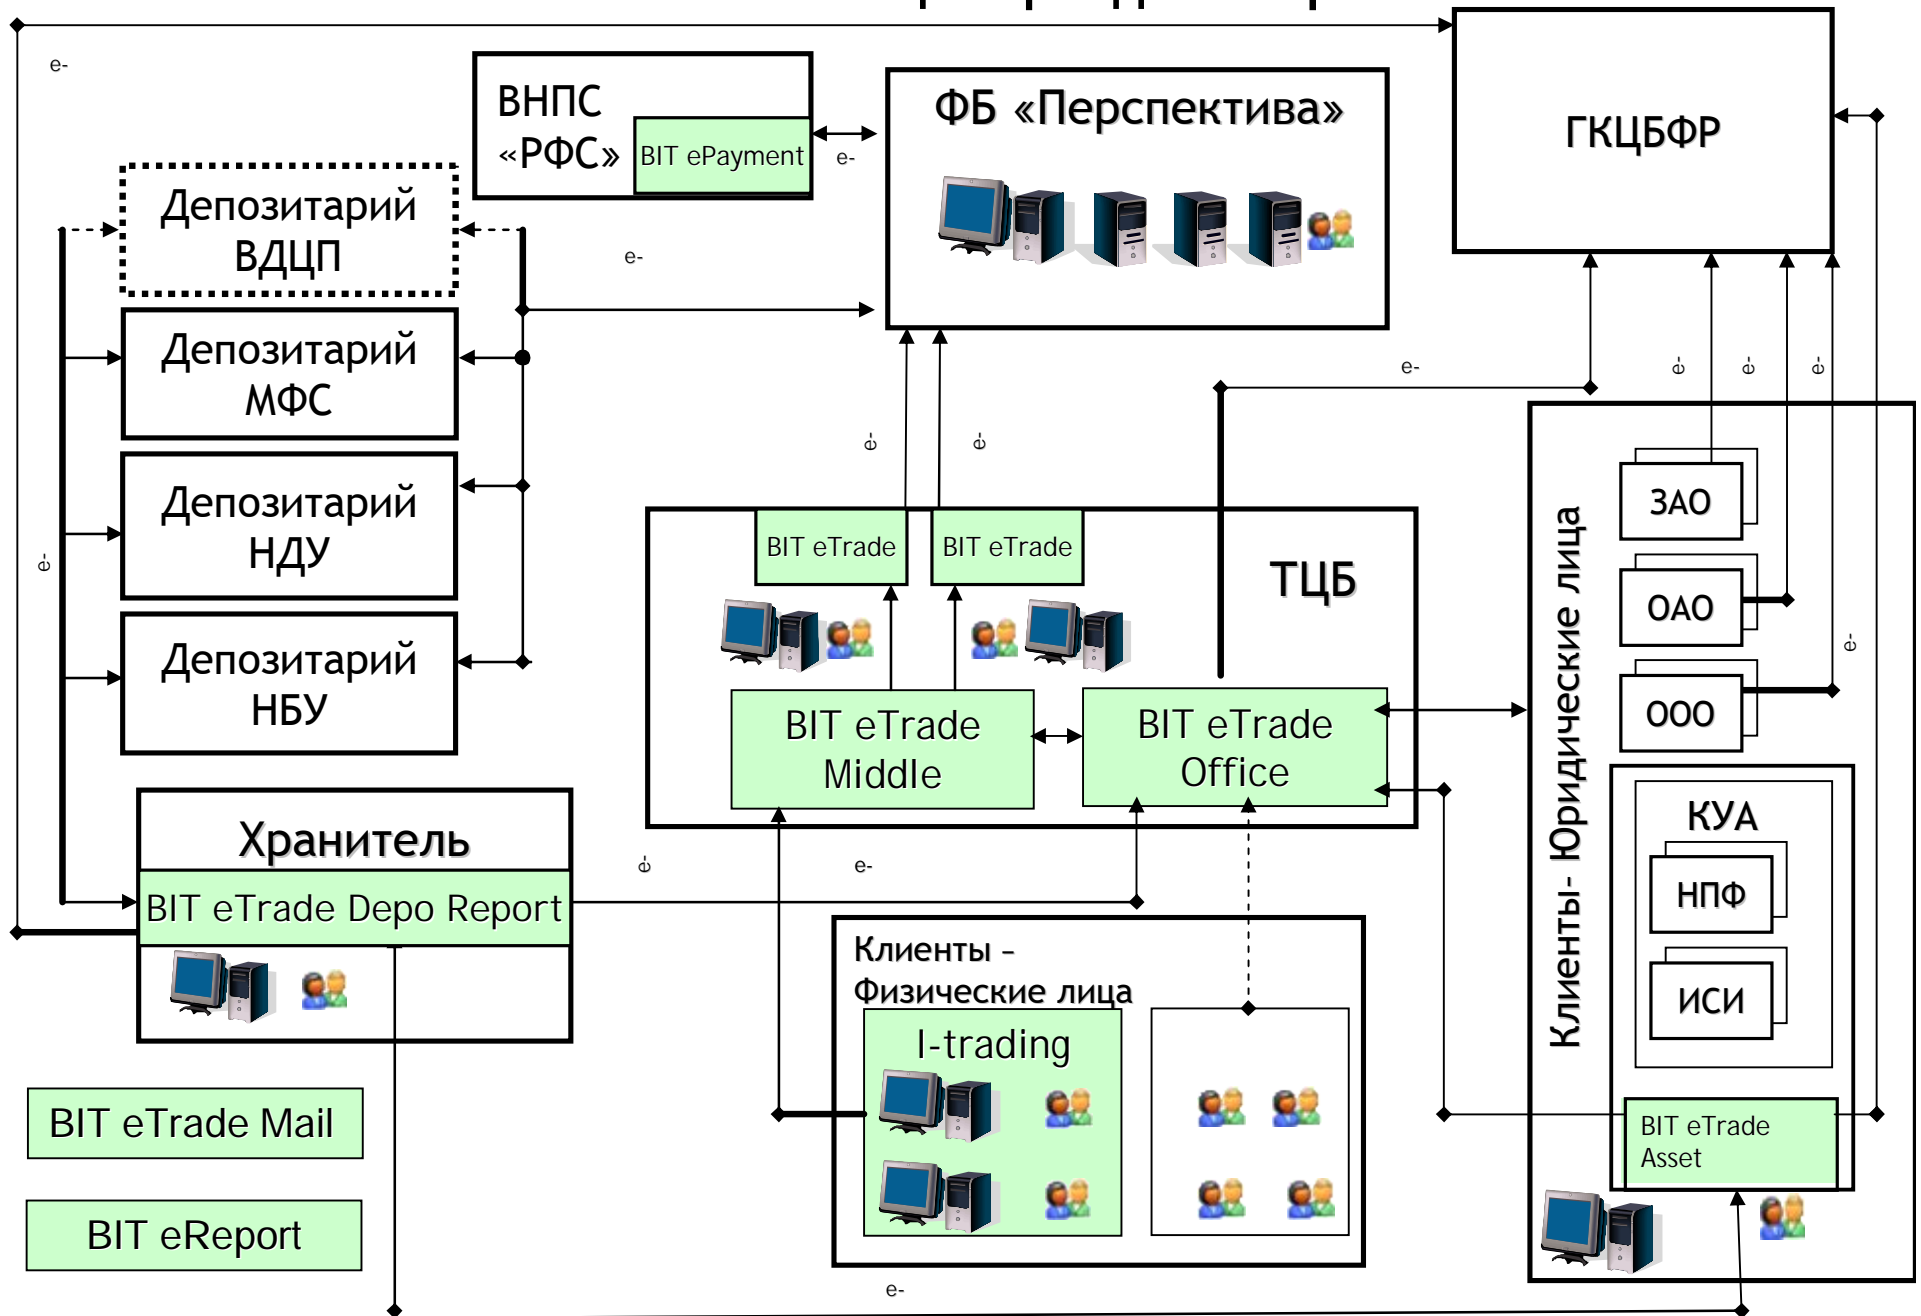 e-
ВНПС
«РФС»
BIT ePayment
e-
ФБ «Перспектива»
ГКЦБФР
Депозитарий
ВДЦП
e-
Депозитарий
МФС
e-
e-
e-
e-
e-
e-
Депозитарий
НДУ
e-
Депозитарий
НБУ
BIT eTrade
BIT eTrade
ТЦБ
BIT eTrade
Middle
BIT eTrade
Office
Клиенты- Юридические лица
ЗАО
ОАО
ООО
e-
КУА
НПФ
ИСИ
BIT eTrade
Asset
Хранитель
BIT eTrade Depo Report
e-
e-
Клиенты –
Физические лица
I-trading
BIT eTrade Mail
BIT eReport
e-